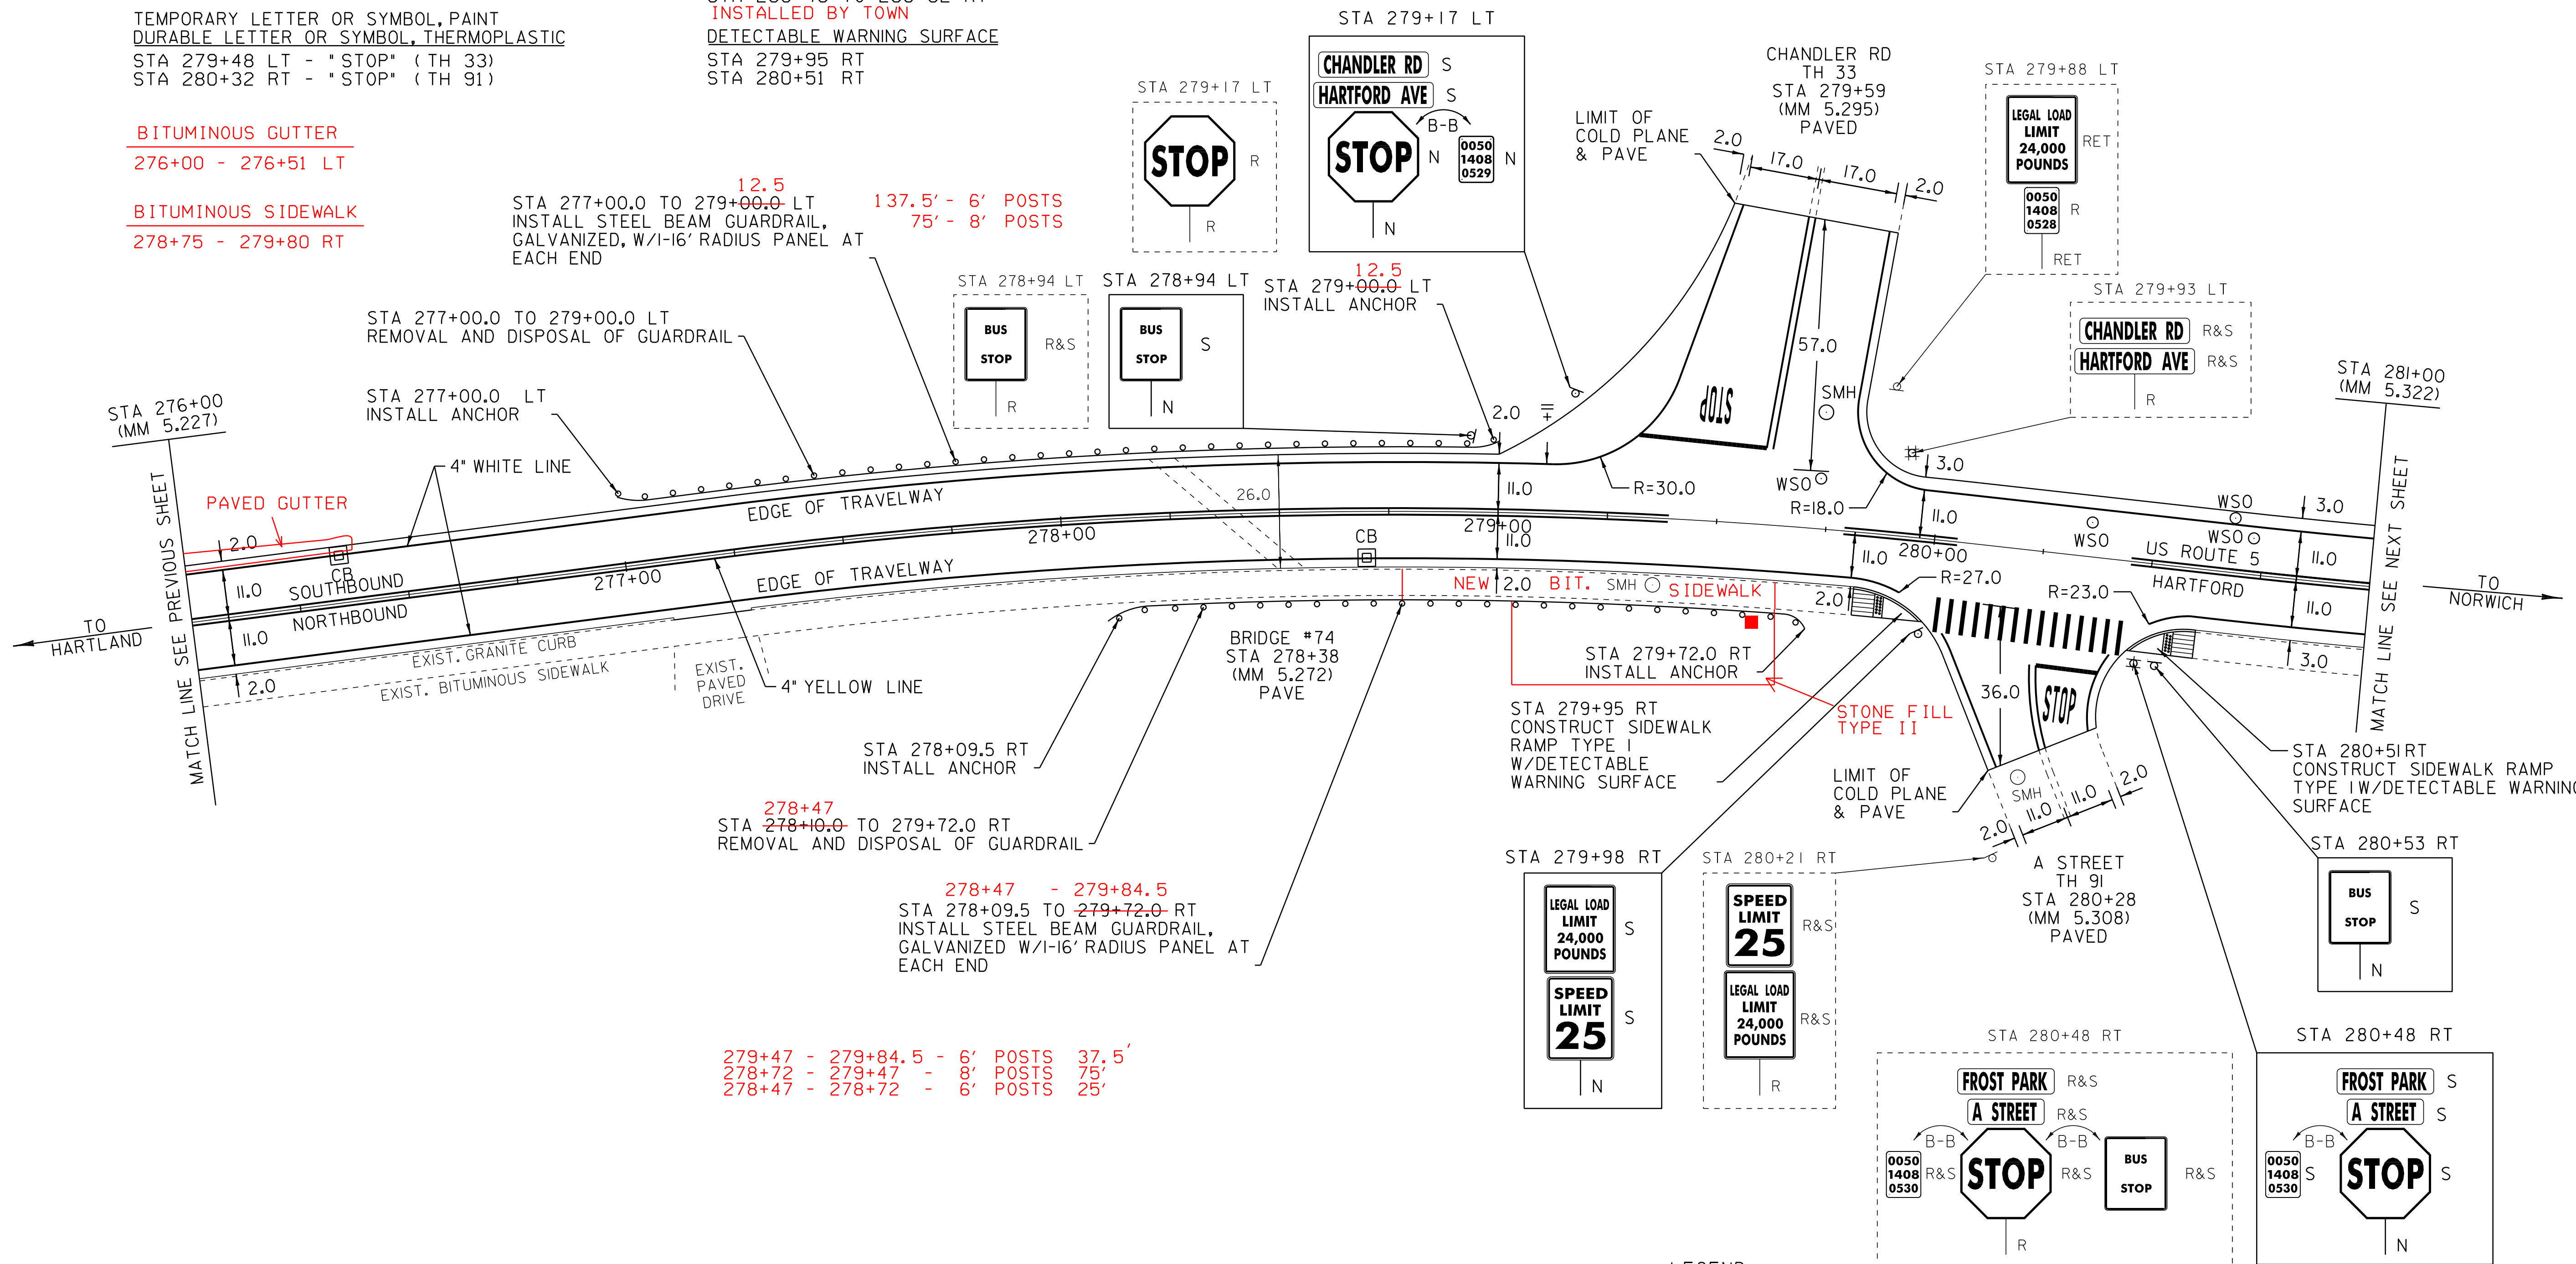 TEMPORARY LETTER OR SYMBOL, PAINT
DURABLE LETTER OR SYMBOL, THERMOPLASTIC
STA 279+48 LT - "STOP" (TH 33)
STA 280+32 RT - "STOP" (TH 91)
INSTALLED BY TOWN
DETECTABLE WARNING SURFACE
STA 279+95 RT
STA 280+51 RT
BITUMINOUS GUTTER
276+00 - 276+51 LT
BITUMINOUS SIDEWALK
278+75 - 279+80 RT
12.5
STA 277+00.0 TO 279+00.0 LT
INSTALL STEEL BEAM GUARDRAIL,
GALVANIZED, W/1-16' RADIUS PANEL AT
EACH END
137.5' - 6' POSTS
75' - 8' POSTS
STA 279+17 LT
STOP
R
R
STA 279+17 LT
CHANDLER RD S
HARTFORD AVE S
B-B
STOP N
0050
1408
0529
N
N
CHANDLER RD
TH 33
STA 279+59
(MM 5.295)
PAVED
LIMIT OF
COLD PLANE
& PAVE
2.0
17.0
17.0
2.0
STA 279+88 LT
LEGAL LOAD
LIMIT
24,000
POUNDS
RET
0050
1408
0528
R
RET
STA 279+93 LT
CHANDLER RD R&S
HARTFORD AVE R&S
R
STA 281+00
(MM 5.322)
STA 278+94 LT
BUS
STOP
R&S
R
STA 278+94 LT
BUS
STOP
S
N
12.5
STA 279+00.0 LT
INSTALL ANCHOR
STA 277+00.0 TO 279+00.0 LT
REMOVAL AND DISPOSAL OF GUARDRAIL
STA 277+00.0 LT
INSTALL ANCHOR
STA 276+00
(MM 5.227)
4" WHITE LINE
PAVED GUTTER
MATCH LINE SEE PREVIOUS SHEET
2.0
CB
11.0
SOUTHBOUND
NORTHBOUND
11.0
2.0
TO
HARTLAND
EDGE OF TRAVELWAY
EDGE OF TRAVELWAY
277+00
278+00
279+00
280+00
26.0
CB
2.0
11.0
11.0
2.0
57.0
STOP
SMH
WSO
R=30.0
R=18.0
3.0
11.0
11.0
WSO
WSO
WSO
3.0
US ROUTE 5
HARTFORD
11.0
11.0
3.0
TO
NORWICH
MATCH LINE SEE NEXT SHEET
EXIST. GRANITE CURB
EXIST. BITUMINOUS SIDEWALK
EXIST.
PAVED
DRIVE
4" YELLOW LINE
NEW BIT. SIDEWALK
SMH
2.0
R=27.0
R=23.0
BRIDGE #74
STA 278+38
(MM 5.272)
PAVE
STA 279+72.0 RT
INSTALL ANCHOR
STONE FILL
TYPE II
36.0
STOP
SMH
2.0
11.0
11.0
2.0
STA 279+95 RT
CONSTRUCT SIDEWALK
RAMP TYPE 1
W/DETECTABLE
WARNING SURFACE
LIMIT OF
COLD PLANE
& PAVE
STA 280+51 RT
CONSTRUCT SIDEWALK RAMP
TYPE 1 W/DETECTABLE WARNING
SURFACE
STA 278+09.5 RT
INSTALL ANCHOR
278+47
STA 278+10.0 TO 279+72.0 RT
REMOVAL AND DISPOSAL OF GUARDRAIL
278+47 - 279+84.5
STA 278+09.5 TO 279+72.0 RT
INSTALL STEEL BEAM GUARDRAIL,
GALVANIZED W/1-16' RADIUS PANEL AT
EACH END
279+47 - 279+84.5 - 6' POSTS 37.5'
278+72 - 279+47 - 8' POSTS 75'
278+47 - 278+72 - 6' POSTS 25'
STA 279+98 RT
LEGAL LOAD
LIMIT
24,000
POUNDS
S
SPEED
LIMIT
25
S
N
STA 280+21 RT
SPEED
LIMIT
25
R&S
LEGAL LOAD
LIMIT
24,000
POUNDS
R&S
R
A STREET
TH 91
STA 280+28
(MM 5.308)
PAVED
STA 280+53 RT
BUS
STOP
S
N
STA 280+48 RT
FROST PARK R&S
A STREET R&S
B-B
B-B
0050
1408
0530
R&S
STOP
R&S
BUS
STOP
R&S
R
STA 280+48 RT
FROST PARK S
A STREET S
B-B
0050
1408
0530
S
STOP
S
N